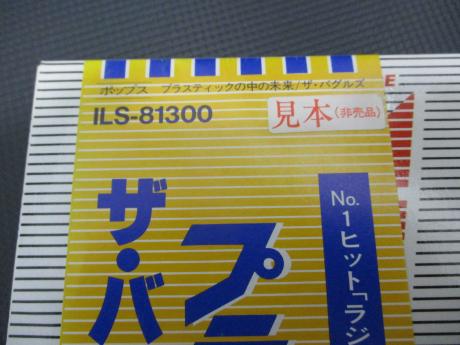 ポップス プラスティックの中の未来/ザ・バグルズ
ILS-81300
見本(非売品)
No.1ヒット「ラジ
プラ
ザ・バ
E